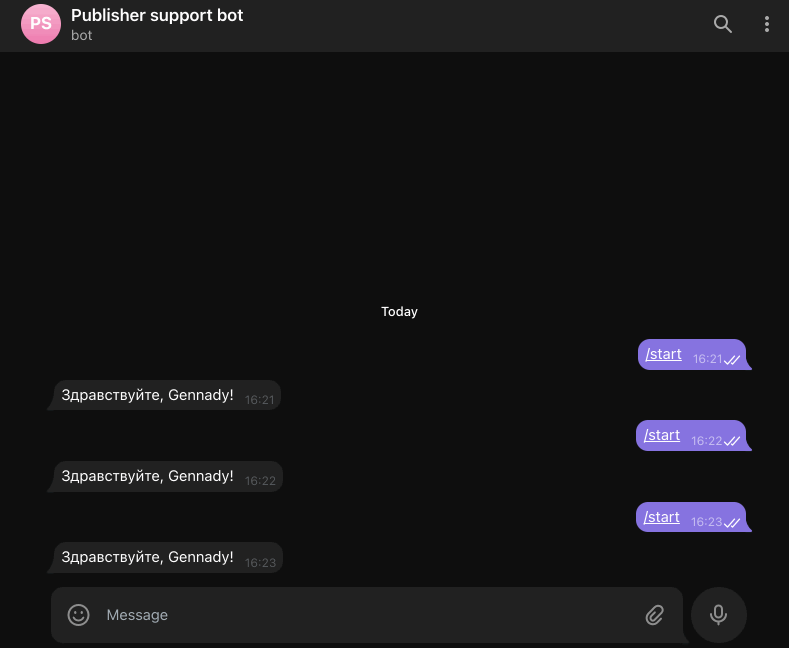 PS
Publisher support bot
bot
Today
/start 16:21
Здравствуйте, Gennady! 16:21
/start 16:22
Здравствуйте, Gennady! 16:22
/start 16:23
Здравствуйте, Gennady! 16:23
Message